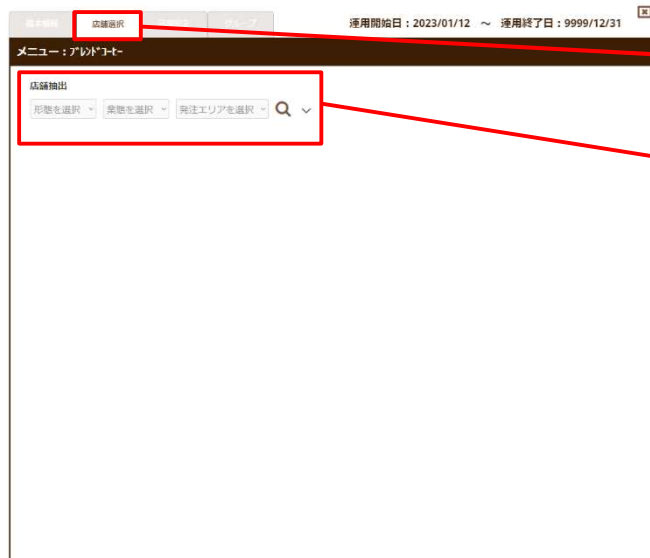 基本情報 店舗選択 グループ 運用開始日：2023/01/12 ～ 運用終了日：9999/12/31
メニュー：ﾌﾞﾚﾝﾄﾞｺｰﾋｰ
店舗抽出
形態を選択 業態を選択 発注エリアを選択